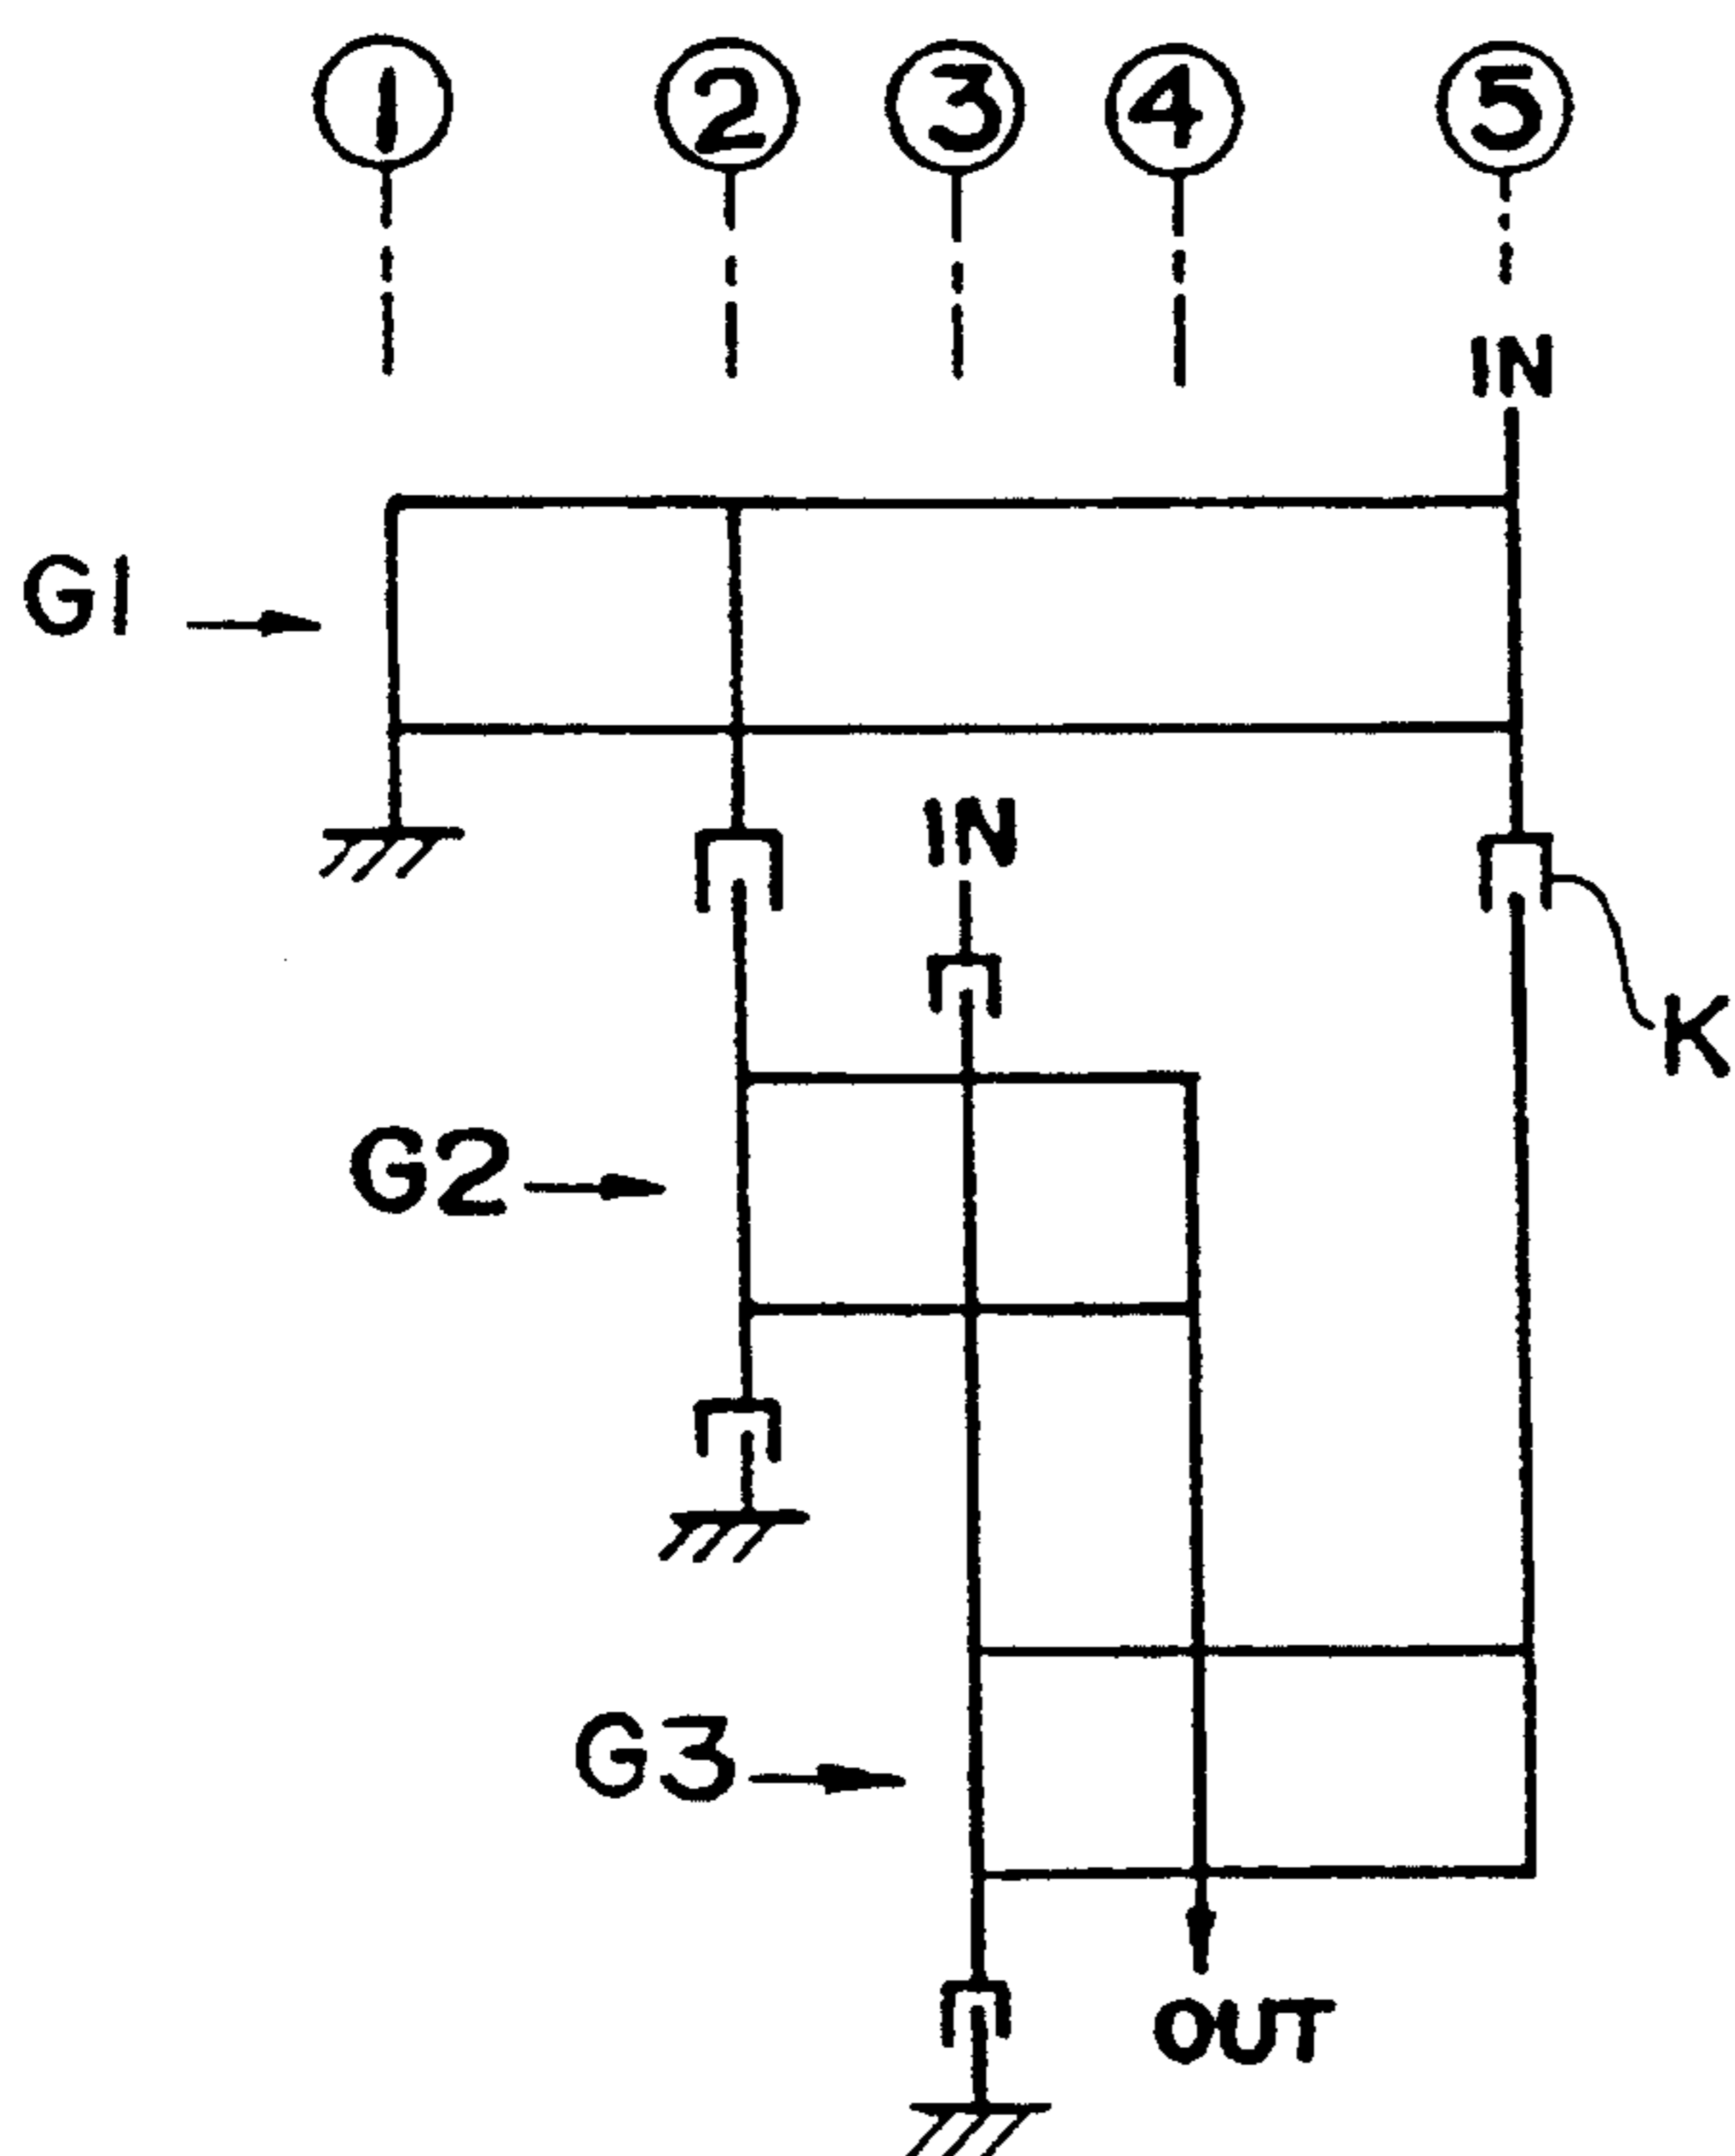 ① ② ③ ④ ⑤
IN
G1
IN
K
G2
G3
OUT